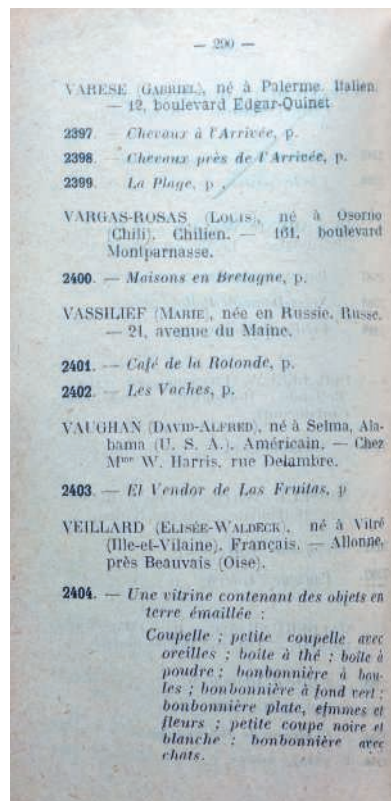 — 290 —
VARESE (GABRIEL), né à Palerme. Italien.
— 12, boulevard Edgar-Quinet
2397. — Chevaux à l'Arrivée, p.
2398. — Chevaux près de l'Arrivée, p.
2399. La Plage, p.
VARGAS-ROSAS (LOUIS), né à Osorno
(Chili). Chilien. — 161, boulevard
Montparnasse.
2400. — Maisons en Bretagne, p.
VASSILIEF (MARIE), née en Russie. Russe.
— 21, avenue du Maine.
2401. — Café de la Rotonde, p.
2402. — Les Vaches, p.
VAUGHAN (DAVID-ALFRED), né à Selma, Ala-
bama (U. S. A.). Américain. — Chez
Mme W. Harris, rue Delambre.
2403. — El Vendor de Las Fruitas, p
VEILLARD (ELISÉE-WALDECK), né à Vitré
(Ille-et-Vilaine). Français. — Allonne,
près Beauvais (Oise).
2404. — Une vitrine contenant des objets en
terre émaillée :
Coupelle ; petite coupelle avec
oreilles ; boîte à thé ; boîte à
poudre ; bonbonnière à bou-
les ; bonbonnière à fond vert ;
bonbonnière plate, efmmes et
fleurs ; petite coupe noire et
blanche ; bonbonnière avec
chats.